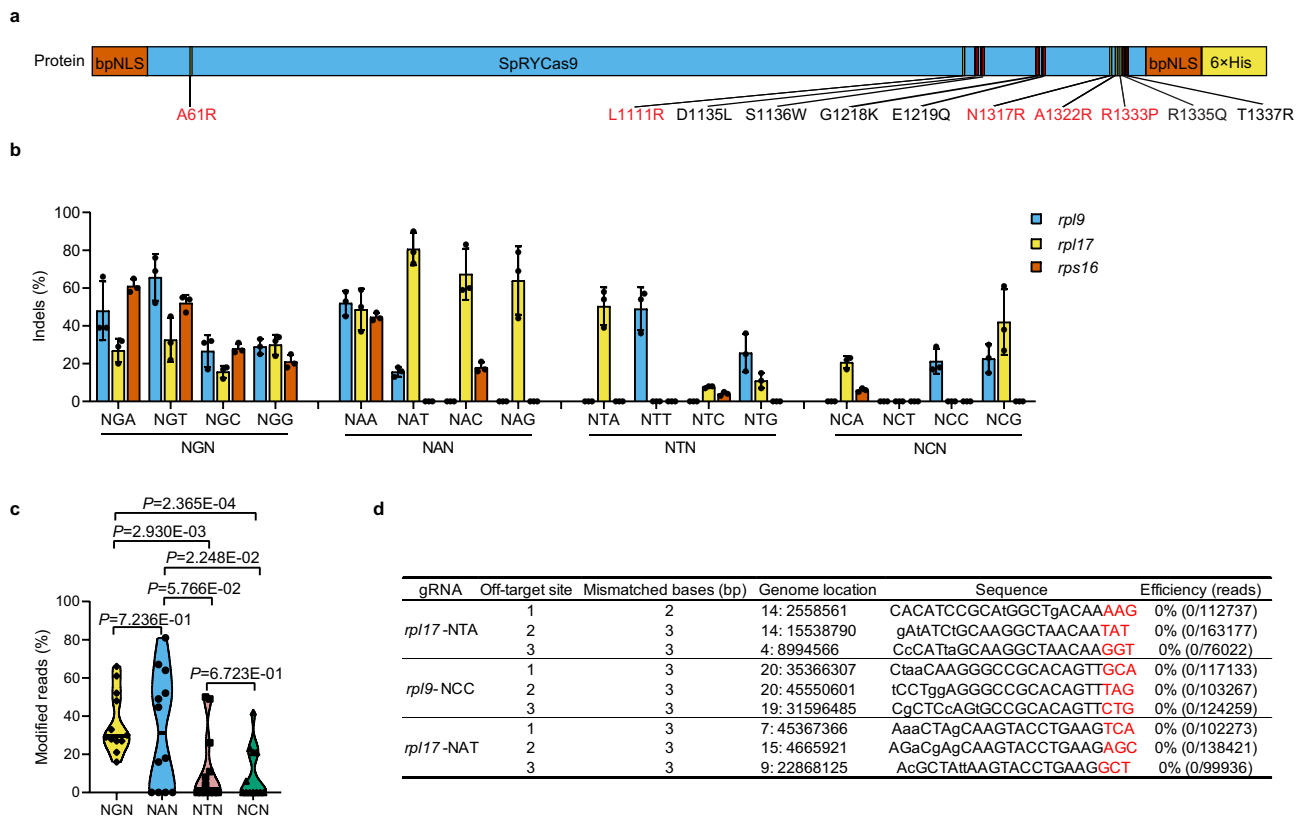 a
Protein bpNLS SpRYCas9 bpNLS 6×His
A61R L1111R D1135L S1136W G1218K E1219Q N1317R A1322R R1333P R1335Q T1337R
b
Indels (%)
100
80
60
40
20
0
rpl9
rpl17
rps16
NGA NGT NGC NGG NAA NAT NAC NAG NTA NTT NTC NTG NCA NCT NCC NCG
NGN NAN NTN NCN
c
P=2.365E-04
P=2.930E-03
P=2.248E-02
P=5.766E-02
P=7.236E-01
P=6.723E-01
Modified reads (%)
100
80
60
40
20
0
NGN NAN NTN NCN
d
gRNA Off-target site Mismatched bases (bp) Genome location Sequence Efficiency (reads)
rpl17-NTA
1 2 14: 2558561 CACATCCGCAtGGCTgACAAAAG 0% (0/112737)
2 3 14: 15538790 gAtATCtGCAAGGCTAACAATAT 0% (0/163177)
3 3 4: 8994566 CcCATtaGCAAGGCTAACAAGGT 0% (0/76022)
rpl9-NCC
1 3 20: 35366307 CtaaCAAGGGCCGCACAGTTGCA 0% (0/117133)
2 3 20: 45550601 tCCTggAGGGCCGCACAGTTTAG 0% (0/103267)
3 3 19: 31596485 CgCTCcAGtGCCGCACAGTTCTG 0% (0/124259)
rpl17-NAT
1 3 7: 45367366 AaaCTAgCAAGTACCTGAAGTCA 0% (0/102273)
2 3 15: 4665921 AGaCgAgCAAGTACCTGAAGAGC 0% (0/138421)
3 3 9: 22868125 AcGCTAttAAGTACCTGAAGGCT 0% (0/99936)